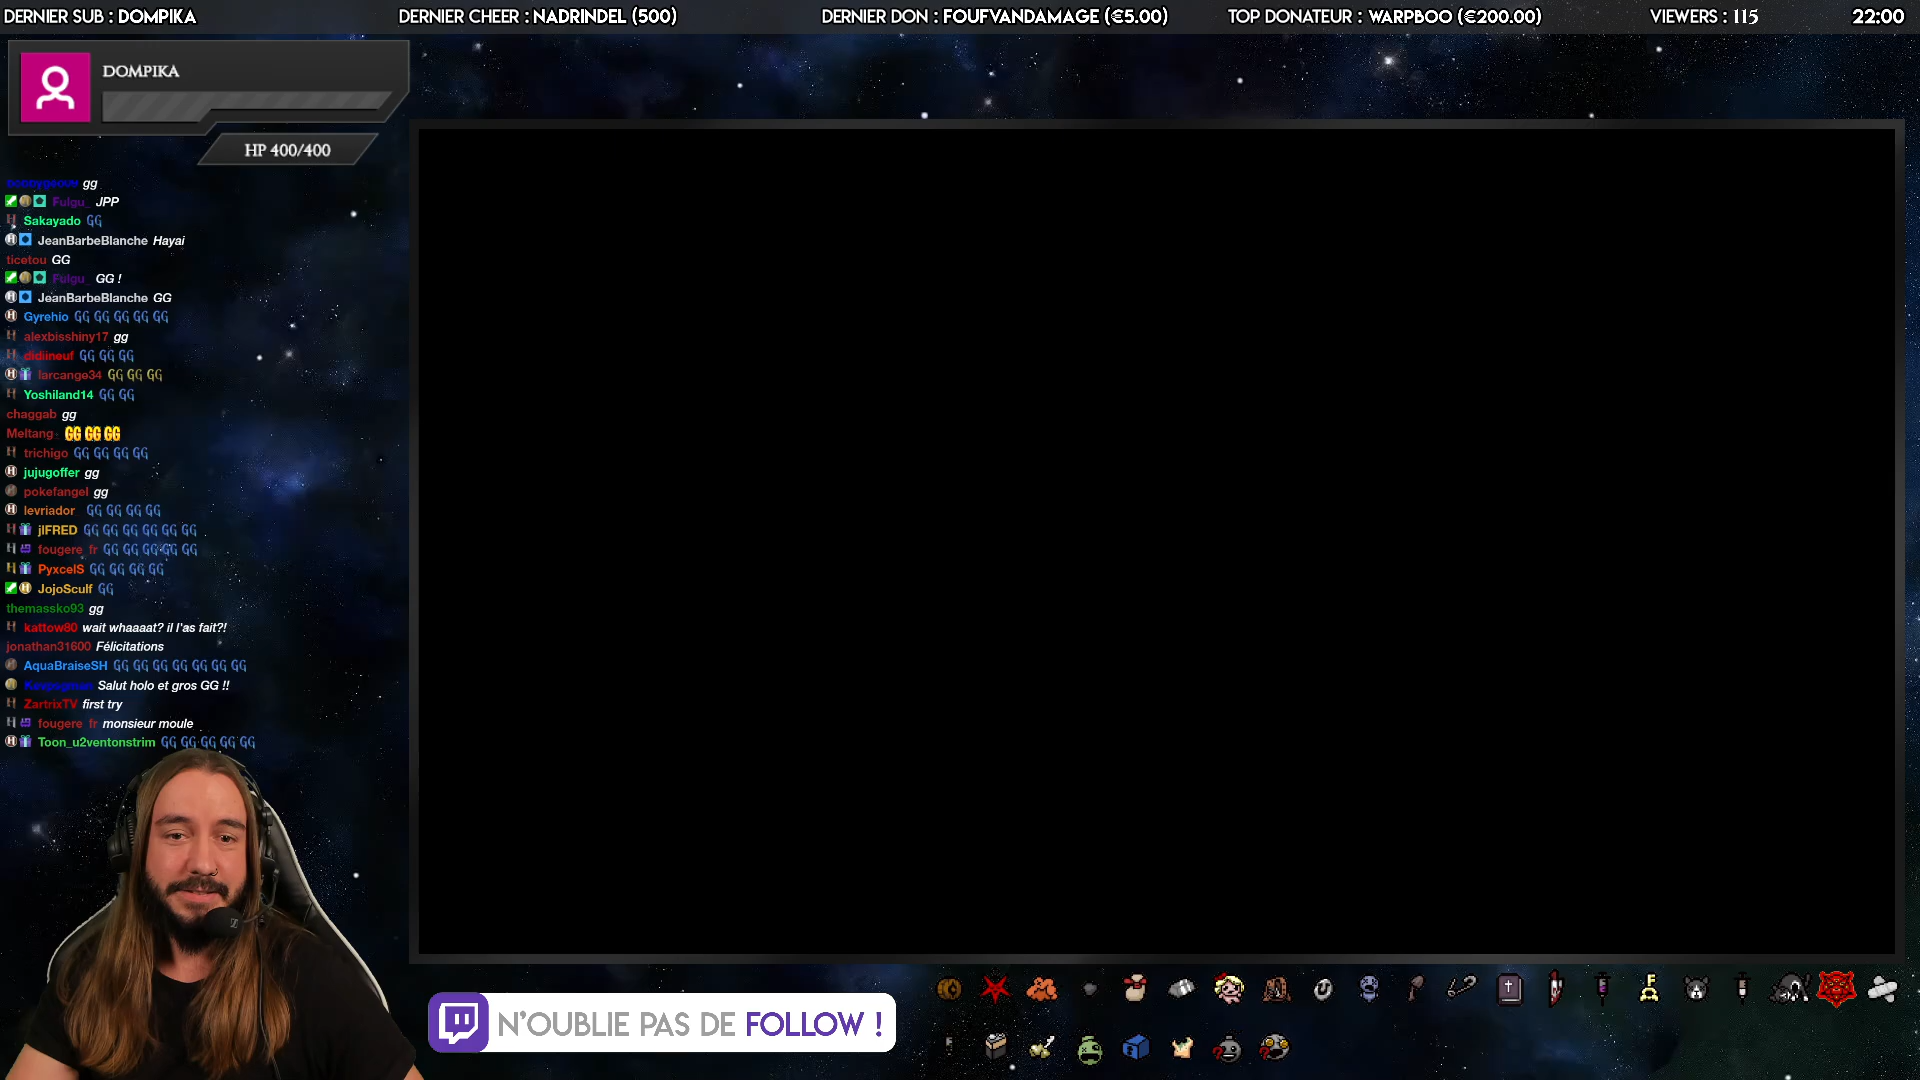 DERNIER SUB : DOMPIKA
DERNIER CHEER : NADRINDEL (500)
DERNIER DON : FOUFVANDAMAGE (€5.00)
TOP DONATEUR : WARPBOO (€200.00)
VIEWERS : 115
22:00
DOMPIKA
HP 400/400
gg
Fulgu_ JPP
Sakayado GG
JeanBarbeBlanche Hayai
ticetou GG
Fulgu_ GG !
JeanBarbeBlanche GG
Gyrehio GG GG GG GG GG
alexbisshiny17 gg
didiineuf GG GG GG
larcange34 GG GG GG
Yoshiland14 GG GG
chaggab gg
Meltang GG GG GG
trichigo GG GG GG GG
jujugoffer gg
pokefangel gg
levriador GG GG GG GG
jlFRED GG GG GG GG GG GG
fougere_fr GG GG GG GG GG
PyxcelS GG GG GG GG
JojoSculf GG
themassko93 gg
kattow80 wait whaaaat? il l'as fait?!
jonathan31600 Félicitations
AquaBraiseSH GG GG GG GG GG GG GG
Salut holo et gros GG !!
ZartrixTV first try
fougere_fr monsieur moule
Toon_u2ventonstrim GG GG GG GG GG
N'OUBLIE PAS DE FOLLOW !